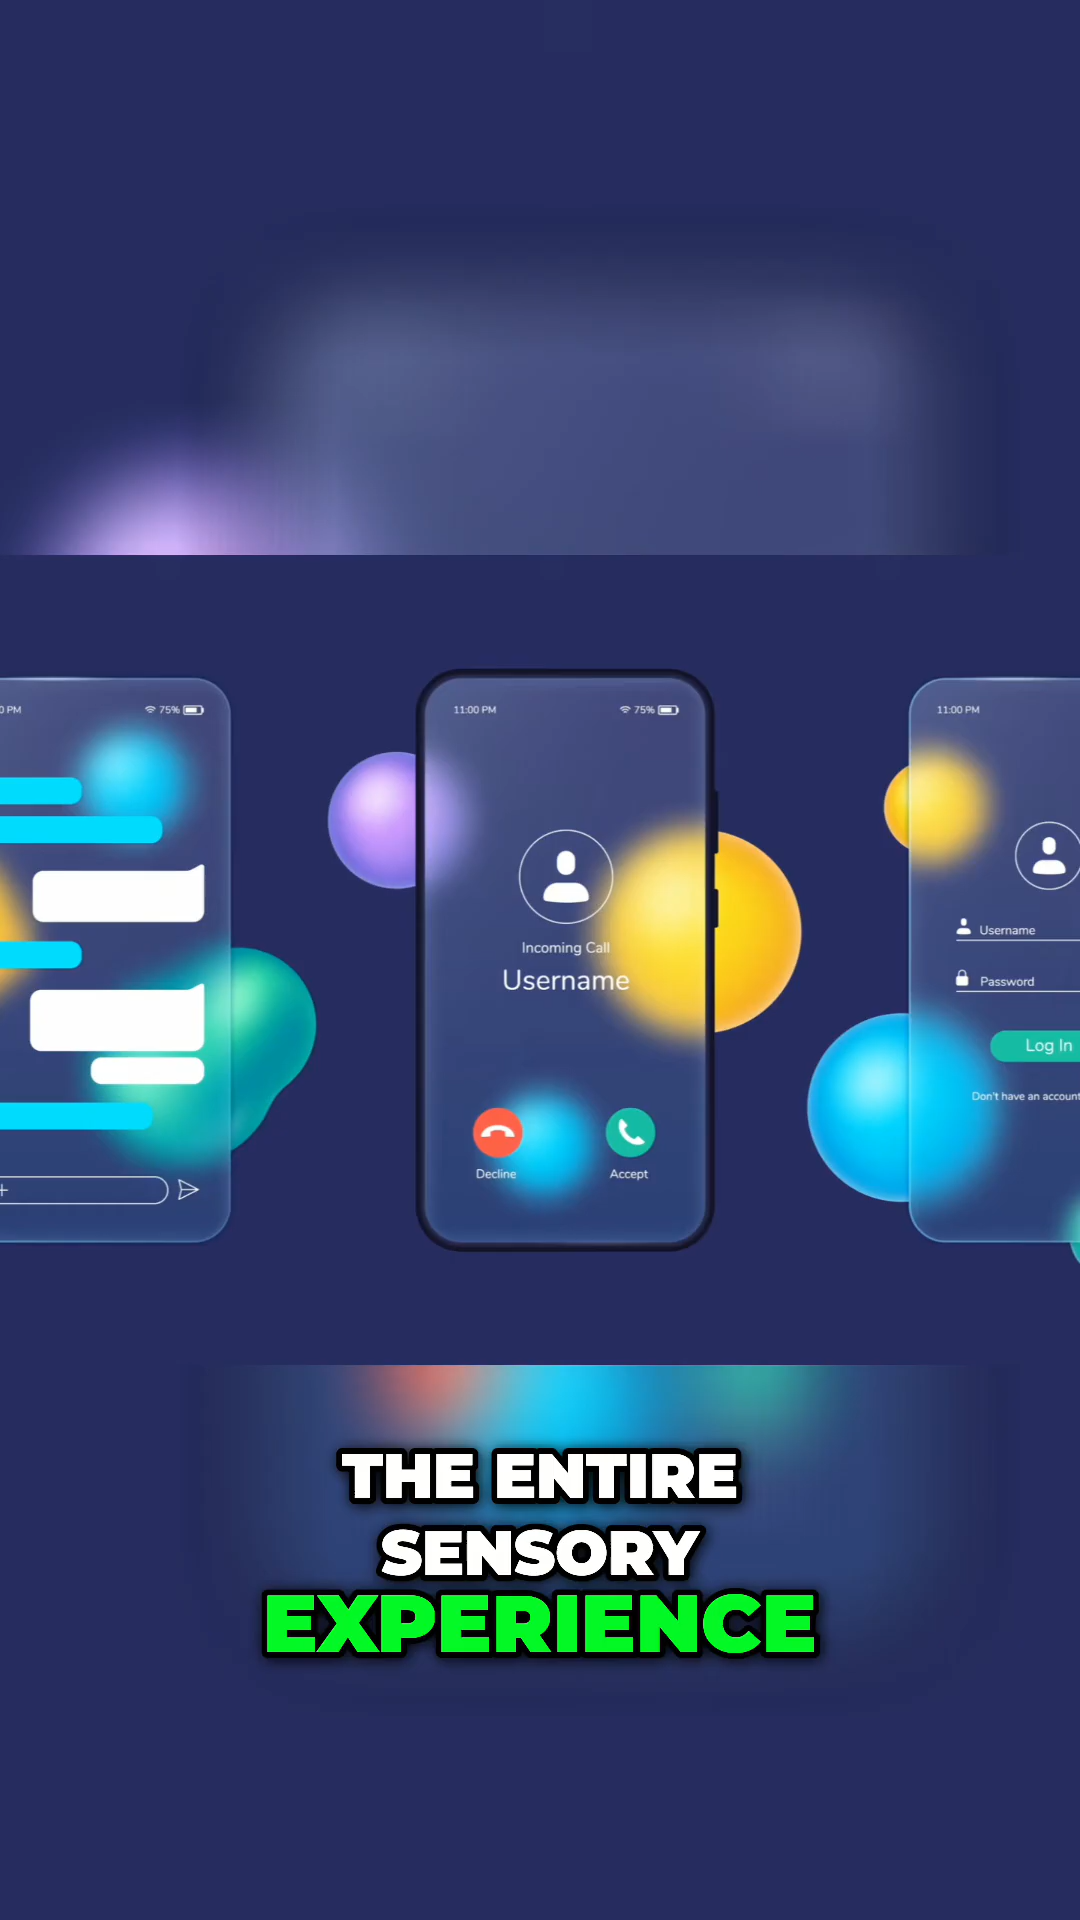 0 PM
75%
11:00 PM
75%
Incoming Call
Username
Decline
Accept
11:00 PM
Username
Password
Log In
Don't have an account
THE ENTIRE
SENSORY
EXPERIENCE